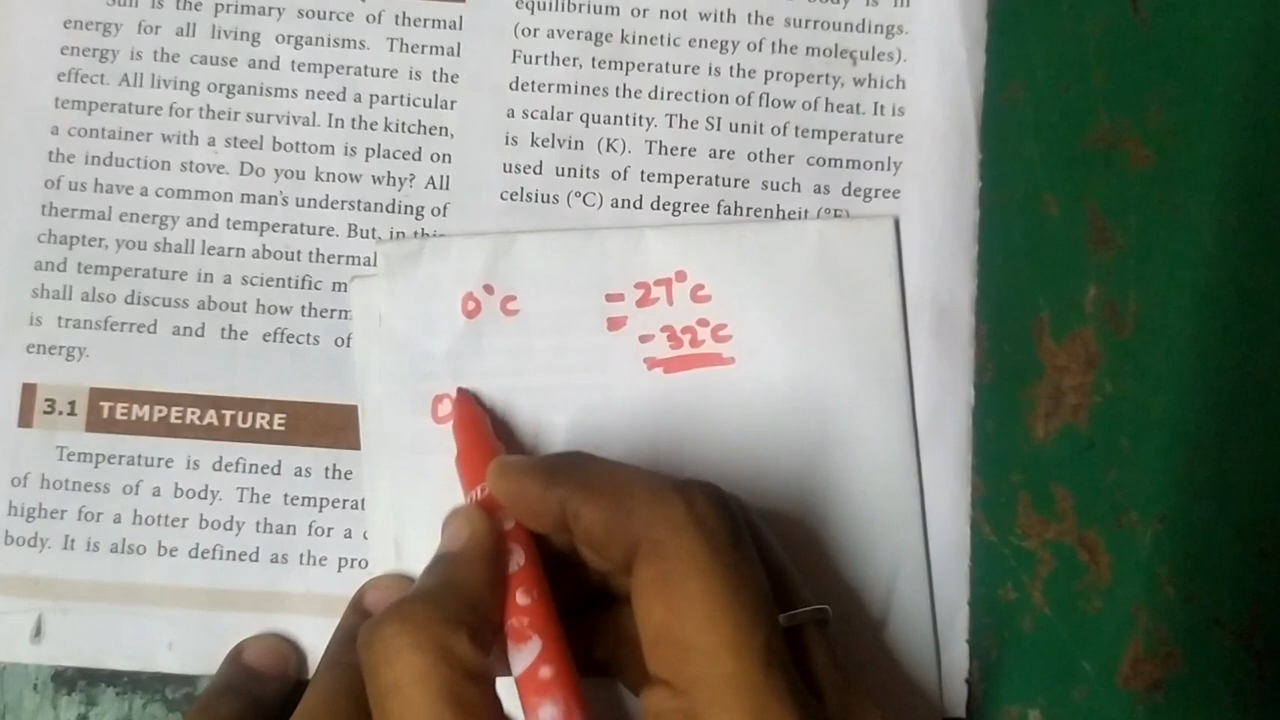 Sun is the primary source of thermal
energy for all living organisms. Thermal
energy is the cause and temperature is the
effect. All living organisms need a particular
temperature for their survival. In the kitchen,
a container with a steel bottom is placed on
the induction stove. Do you know why? All
of us have a common man's understanding of
thermal energy and temperature. But, in this
chapter, you shall learn about thermal
and temperature in a scientific m
shall also discuss about how therm
is transferred and the effects of
energy.
3.1 TEMPERATURE
Temperature is defined as the
of hotness of a body. The temperat
higher for a hotter body than for a
body. It is also be defined as the pro
equilibrium or not with the surroundings.
(or average kinetic enegy of the molecules).
Further, temperature is the property, which
determines the direction of flow of heat. It is
a scalar quantity. The SI unit of temperature
is kelvin (K). There are other commonly
used units of temperature such as degree
celsius (°C) and degree fahrenheit (°F)
0°C -27°C
-32°C
0